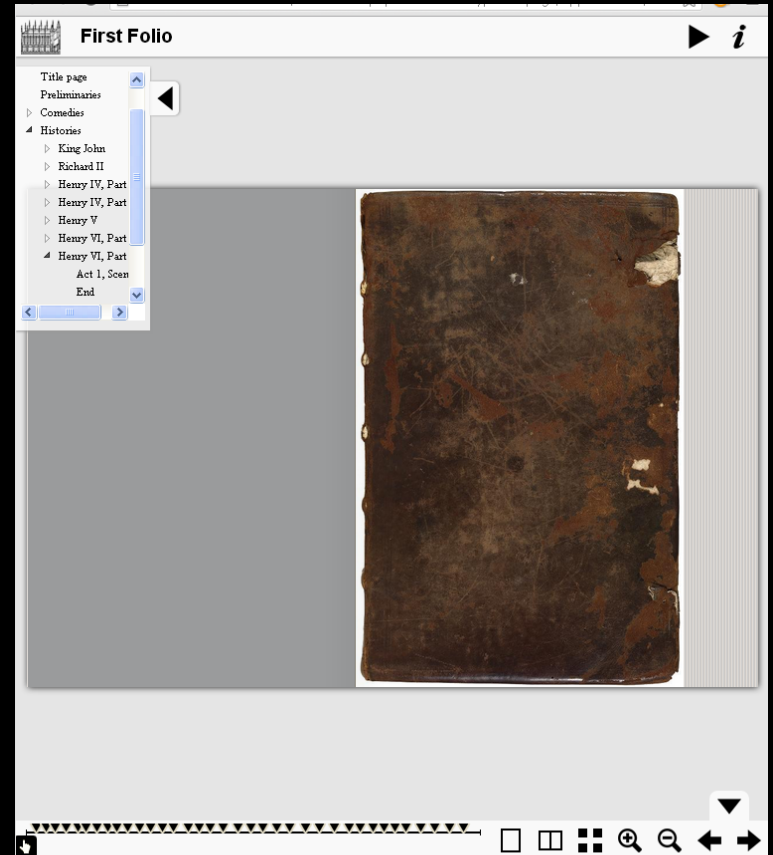 First Folio
i
Title page
Preliminaries
Comedies
Histories
King John
Richard II
Henry IV, Part
Henry IV, Part
Henry V
Henry VI, Part
Henry VI, Part
Act 1, Scen
End